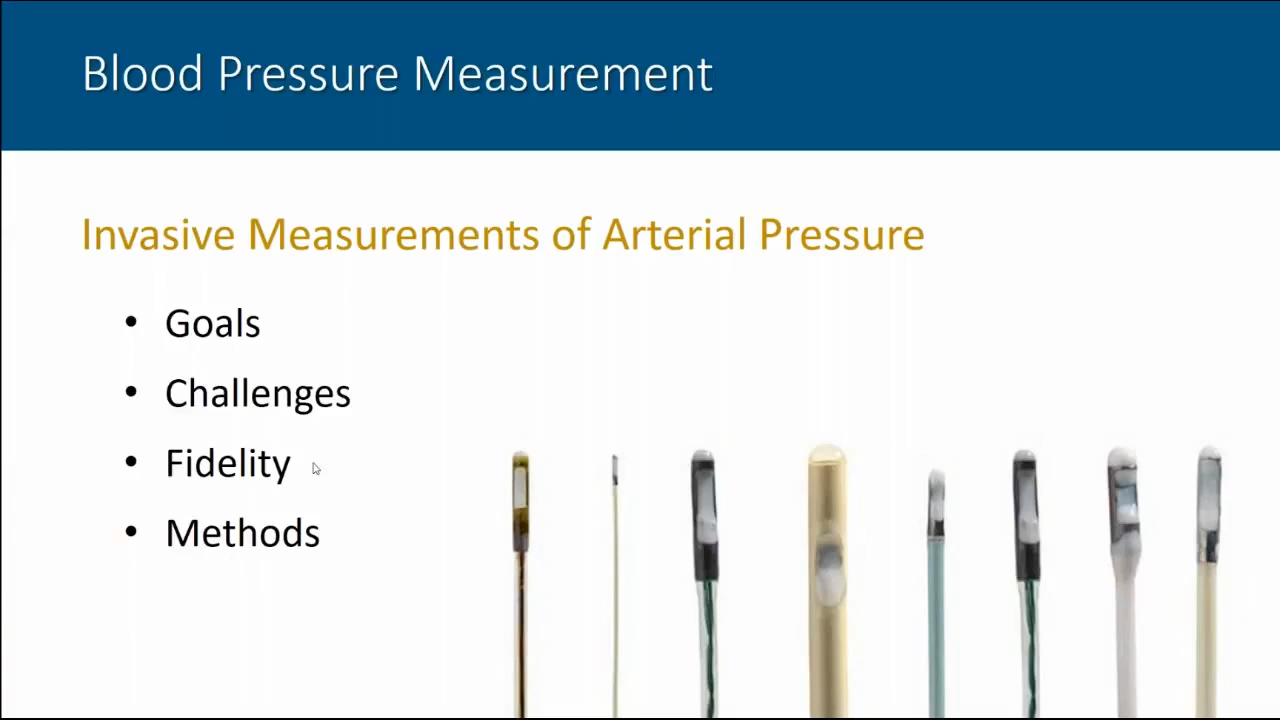 Blood Pressure Measurement
Invasive Measurements of Arterial Pressure
• Goals
• Challenges
• Fidelity
• Methods